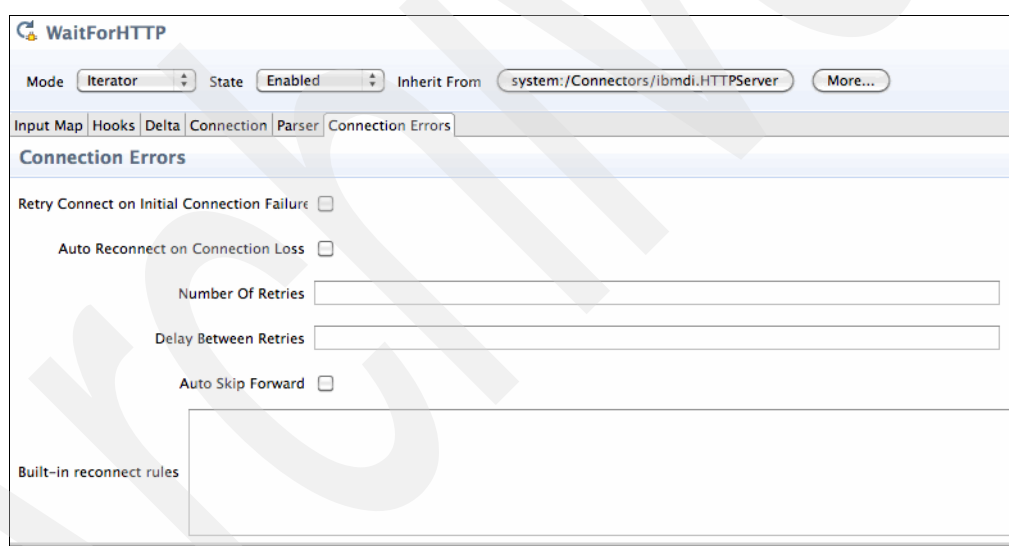 WaitForHTTP
Mode Iterator State Enabled Inherit From system:/Connectors/ibmdi.HTTPServer More...
Input Map Hooks Delta Connection Parser Connection Errors
Connection Errors
Retry Connect on Initial Connection Failure
Auto Reconnect on Connection Loss
Number Of Retries
Delay Between Retries
Auto Skip Forward
Built-in reconnect rules